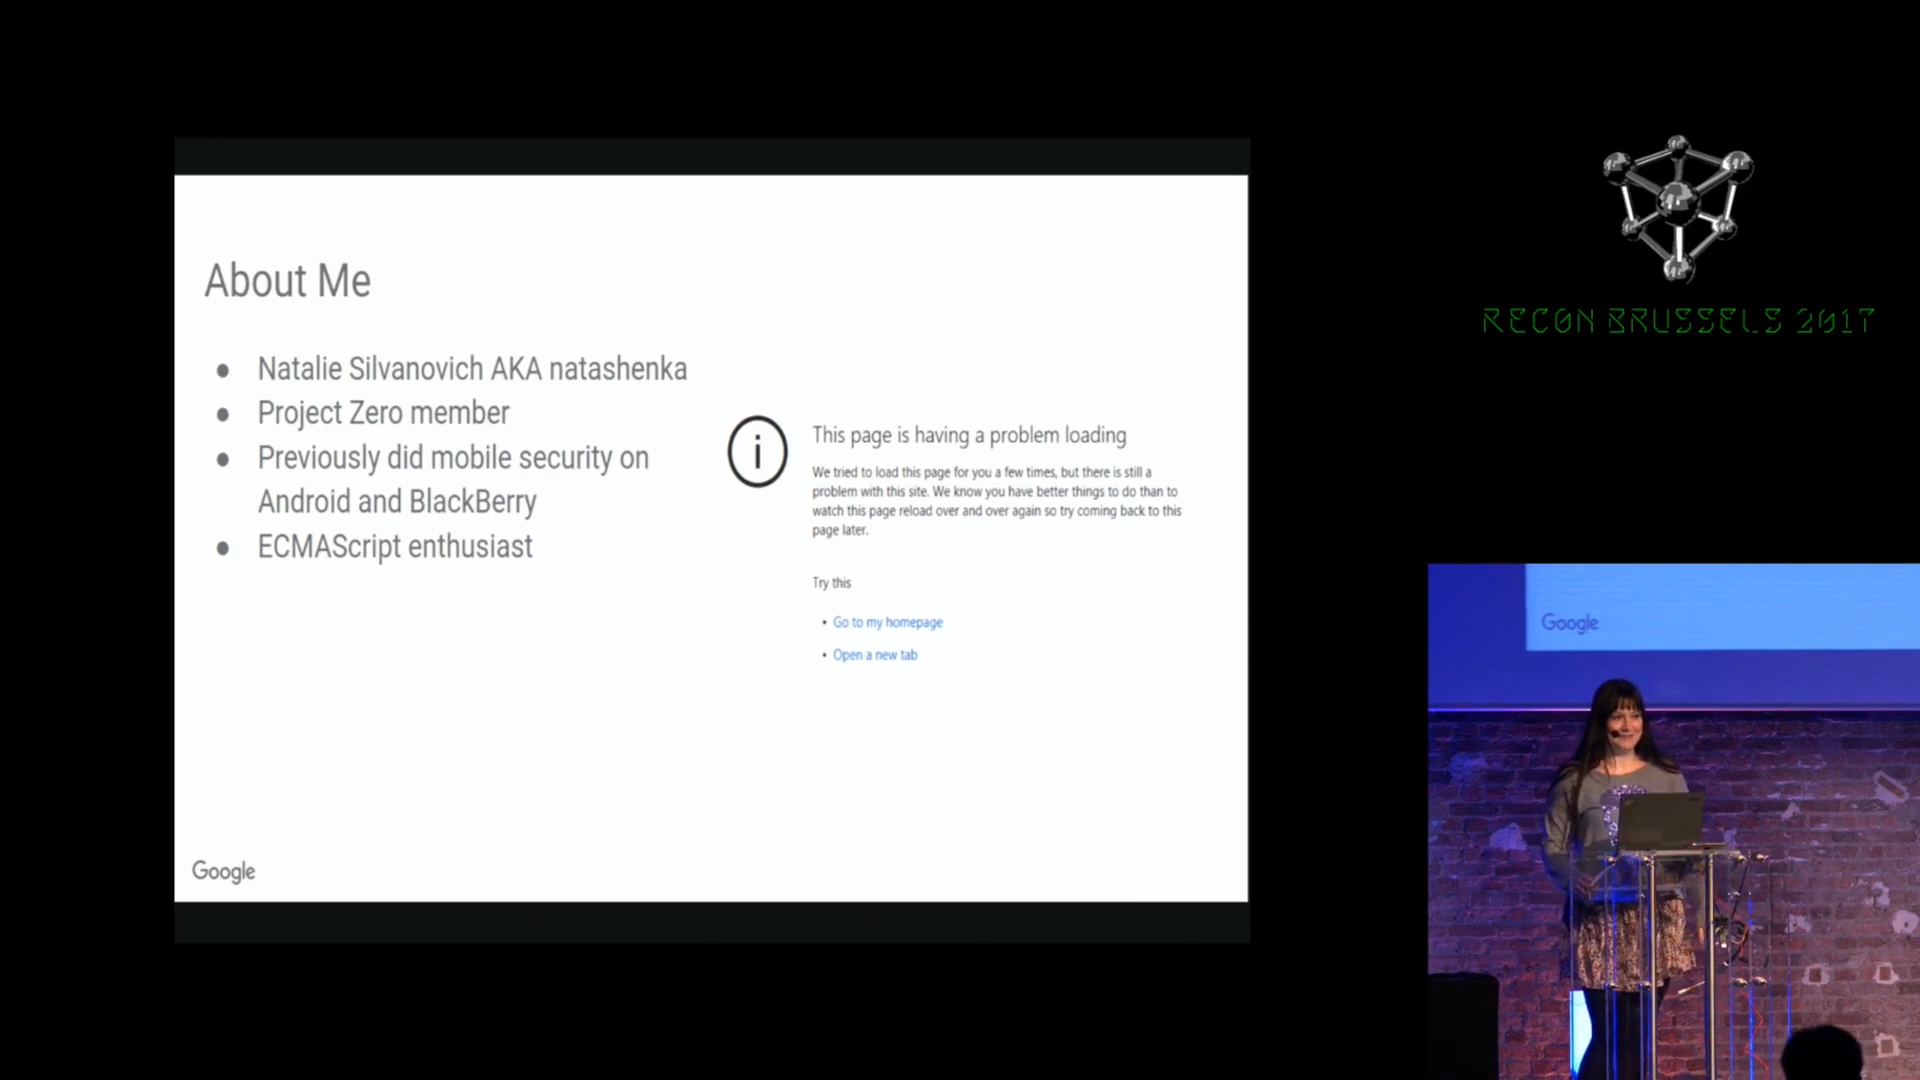 About Me
● Natalie Silvanovich AKA natashenka
● Project Zero member
● Previously did mobile security on
Android and BlackBerry
● ECMAScript enthusiast
i
This page is having a problem loading
We tried to load this page for you a few times, but there is still a
problem with this site. We know you have better things to do than to
watch this page reload over and over again so try coming back to this
page later.
Try this
• Go to my homepage
• Open a new tab
Google
RECON BRUSSELS 2017
Google